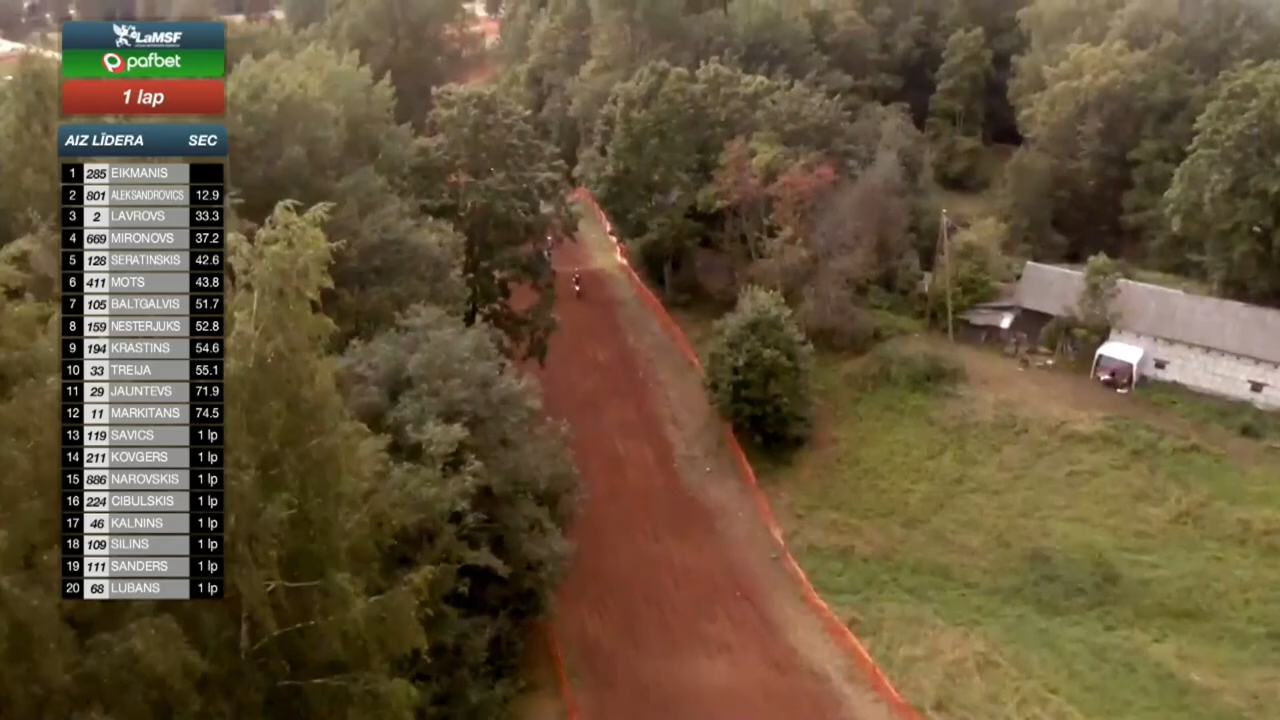 LaMSF
pafbet
1 lap
AIZ LĪDERA SEC
1 285 EIKMANIS
2 801 ALEKSANDROVICS 12.9
3 2 LAVROVS 33.3
4 669 MIRONOVS 37.2
5 128 SERATINSKIS 42.6
6 411 MOTS 43.8
7 105 BALTGALVIS 51.7
8 159 NESTERJUKS 52.8
9 194 KRASTINS 54.6
10 33 TREIJA 55.1
11 29 JAUNTEVS 71.9
12 11 MARKITANS 74.5
13 119 SAVICS 1 lp
14 211 KOVGERS 1 lp
15 886 NAROVSKIS 1 lp
16 224 CIBULSKIS 1 lp
17 46 KALNINS 1 lp
18 109 SILINS 1 lp
19 111 SANDERS 1 lp
20 68 LUBANS 1 lp